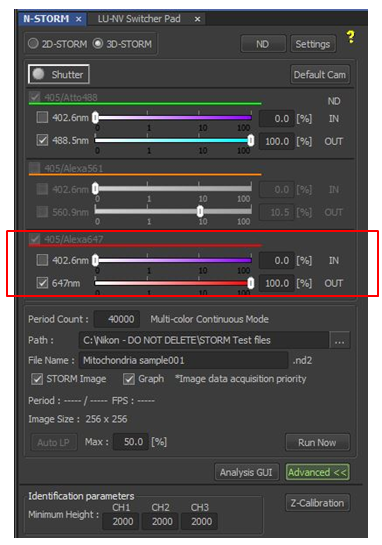 N-STORM × LU-NV Switcher Pad ×
2D-STORM 3D-STORM ND Settings ?
Shutter Default Cam
405/Atto488 ND
402.6nm 0.0 [%] IN
0 1 10 100
488.5nm 100.0 [%] OUT
0 1 10 100
405/Alexa561
402.6nm 0.0 [%] IN
0 1 10 100
560.9nm 10.5 [%] OUT
405/Alexa647
402.6nm 0.0 [%] IN
0 1 10 100
647nm 100.0 [%] OUT
0 1 10 100
Period Count : 40000 Multi-color Continuous Mode
Path : C:\Nikon - DO NOT DELETE\STORM Test files ...
File Name : Mitochondria sample001 .nd2
STORM Image Graph *Image data acquisition priority
Period : ----- / ----- FPS : -----
Image Size : 256 x 256
Auto LP Max : 50.0 [%] Run Now
Analysis GUI Advanced <<
Identification parameters Z-Calibration
CH1 CH2 CH3
Minimum Height : 2000 2000 2000